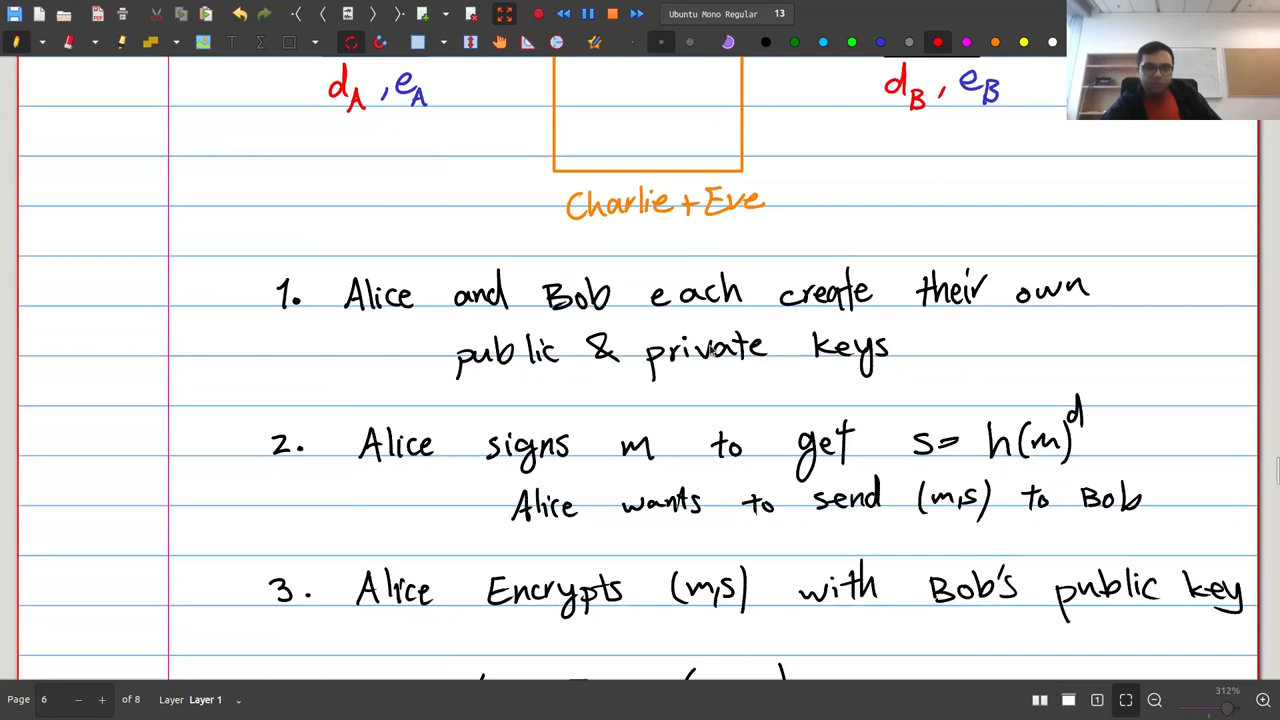 Ubuntu Mono Regular 13
d_A , e_A
d_B , e_B
Charlie + Eve
1. Alice and Bob each create their own
public & private keys
2. Alice signs m to get s = h(m)^d
Alice wants to send (m,s) to Bob
3. Alice Encrypts (m,s) with Bob's public key
Page 6 of 8 Layer Layer 1 312%